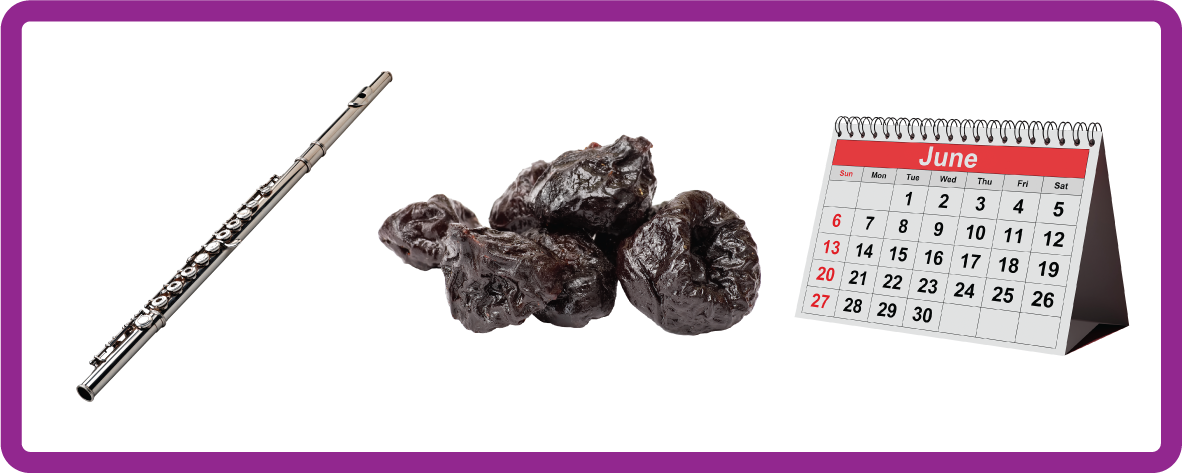 June
Sun Mon Tue Wed Thu Fri Sat
1 2 3 4 5
6 7 8 9 10 11 12
13 14 15 16 17 18 19
20 21 22 23 24 25 26
27 28 29 30